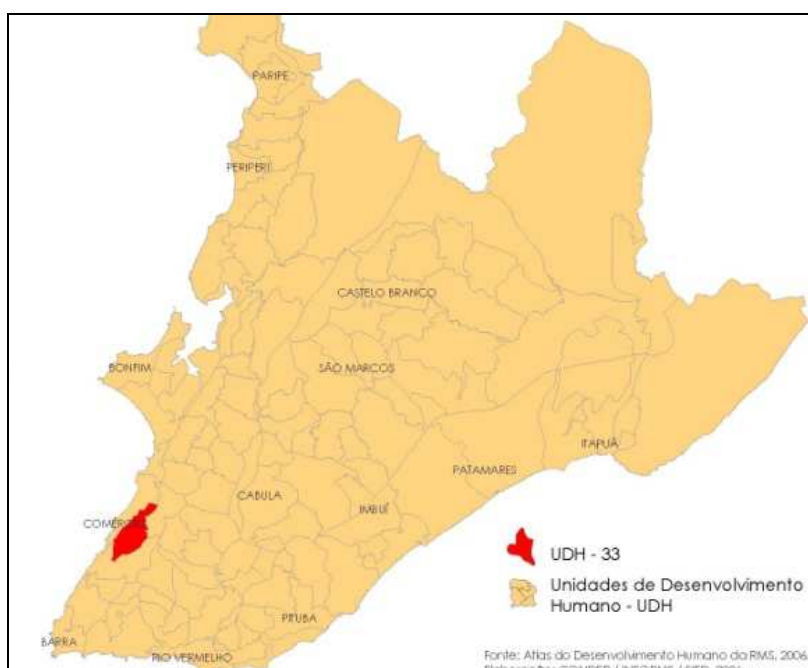 PARIPE
PERIPERI
CASTELO BRANCO
BONFIM
SÃO MARCOS
ITAPUÃ
PATAMARES
CABULA
IMBUÍ
COMÉRCIO
UDH - 33
Unidades de Desenvolvimento
Humano - UDH
PITUBA
BARRA
RIO VERMELHO
Fonte: Atlas do Desenvolvimento Humano da RMS, 2006